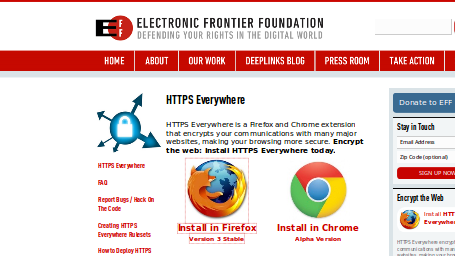 EFF
ELECTRONIC FRONTIER FOUNDATION
DEFENDING YOUR RIGHTS IN THE DIGITAL WORLD
HOME ABOUT OUR WORK DEEPLINKS BLOG PRESS ROOM TAKE ACTION
HTTPS Everywhere
HTTPS Everywhere is a Firefox and Chrome extension
that encrypts your communications with many major
websites, making your browsing more secure. Encrypt
the web: Install HTTPS Everywhere today.
HTTPS Everywhere
FAQ
Report Bugs / Hack On
The Code
Creating HTTPS
Everywhere Rulesets
How to Deploy HTTPS
Install in Firefox
Version 3 Stable
Install in Chrome
Alpha Version
Donate to EFF
Stay in Touch
Email Address
Zip Code (optional)
SIGN UP NOW
Encrypt the Web
Install HTT
Everywhere
HTTPS Everywhere encrypt